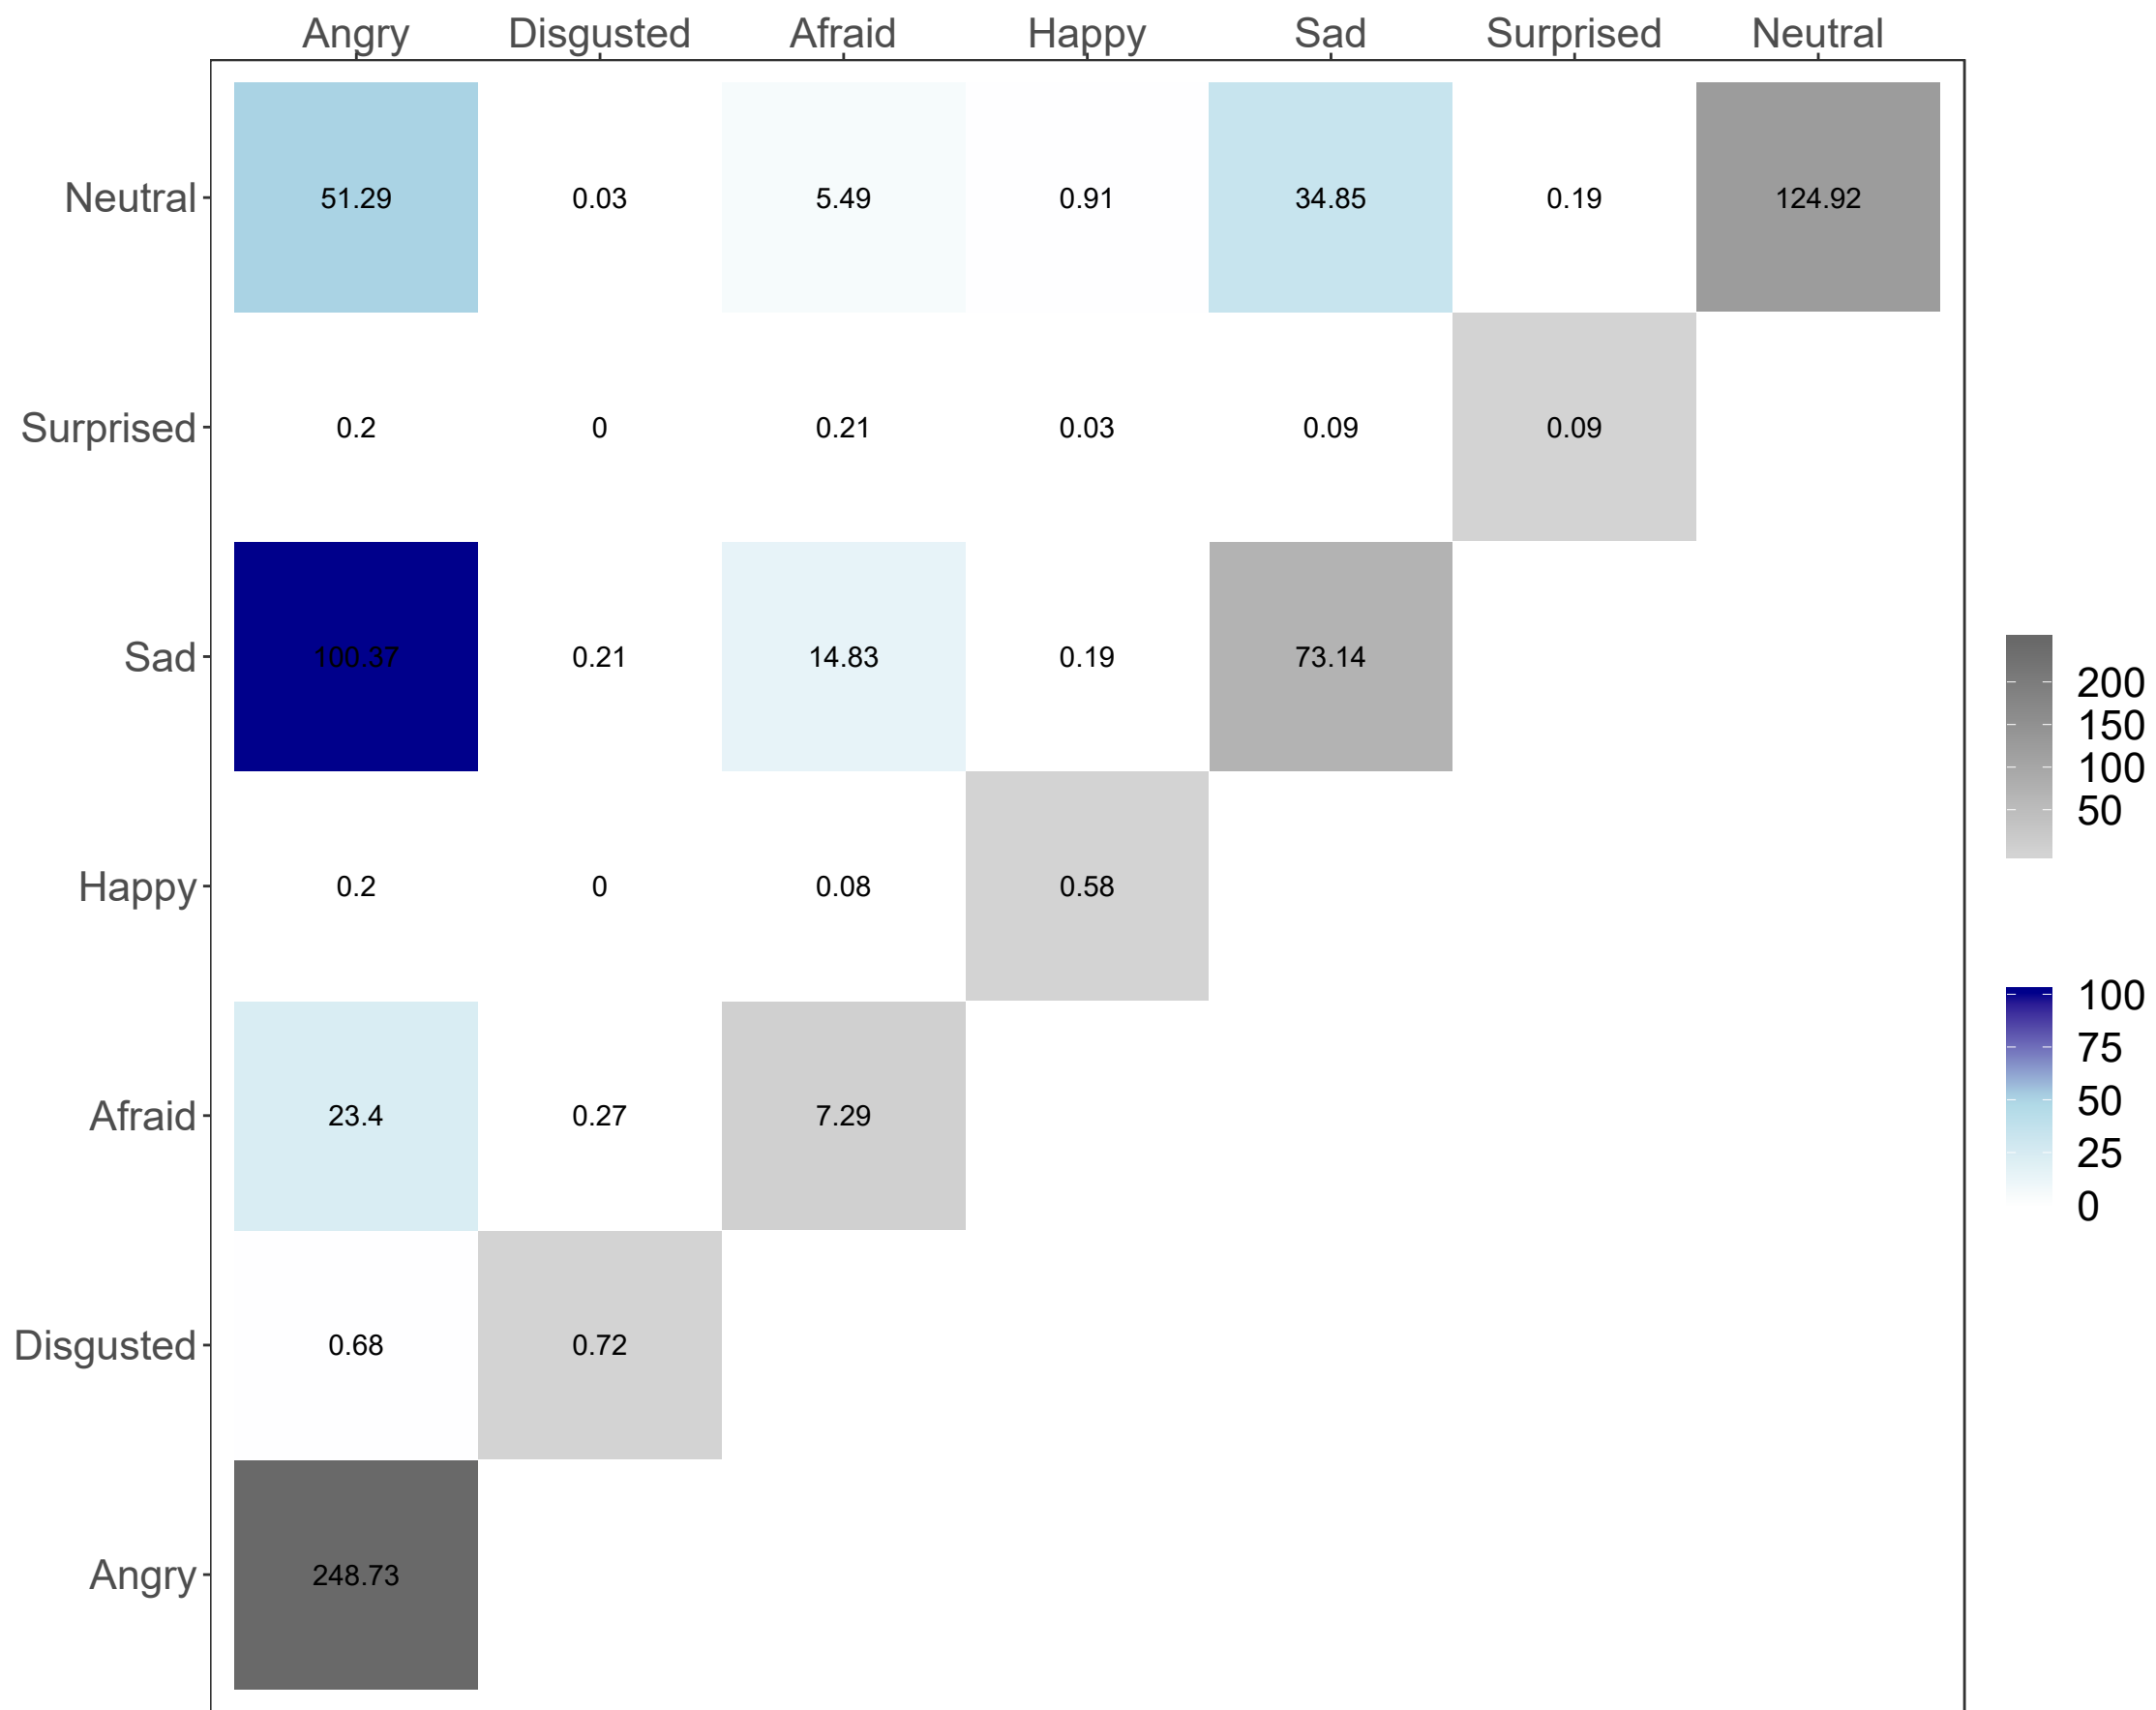 Angry Disgusted Afraid Happy Sad Surprised Neutral
Neutral 51.29 0.03 5.49 0.91 34.85 0.19 124.92
Surprised 0.2 0 0.21 0.03 0.09 0.09
Sad 100.37 0.21 14.83 0.19 73.14
Happy 0.2 0 0.08 0.58
Afraid 23.4 0.27 7.29
Disgusted 0.68 0.72
Angry 248.73
200
150
100
50
100
75
50
25
0